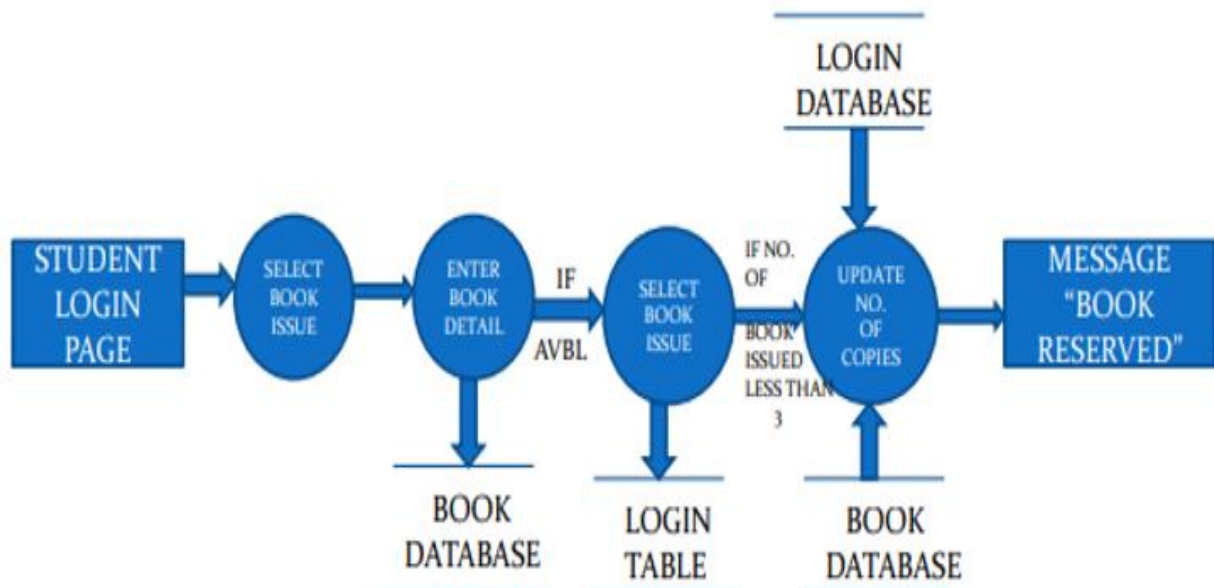 LOGIN
DATABASE
STUDENT
LOGIN
PAGE
SELECT
BOOK
ISSUE
ENTER
BOOK
DETAIL
IF
AVBL
SELECT
BOOK
ISSUE
IF NO.
OF
BOOK
ISSUED
LESS THAN
3
UPDATE
NO.
OF
COPIES
MESSAGE
“BOOK
RESERVED”
BOOK
DATABASE
LOGIN
TABLE
BOOK
DATABASE